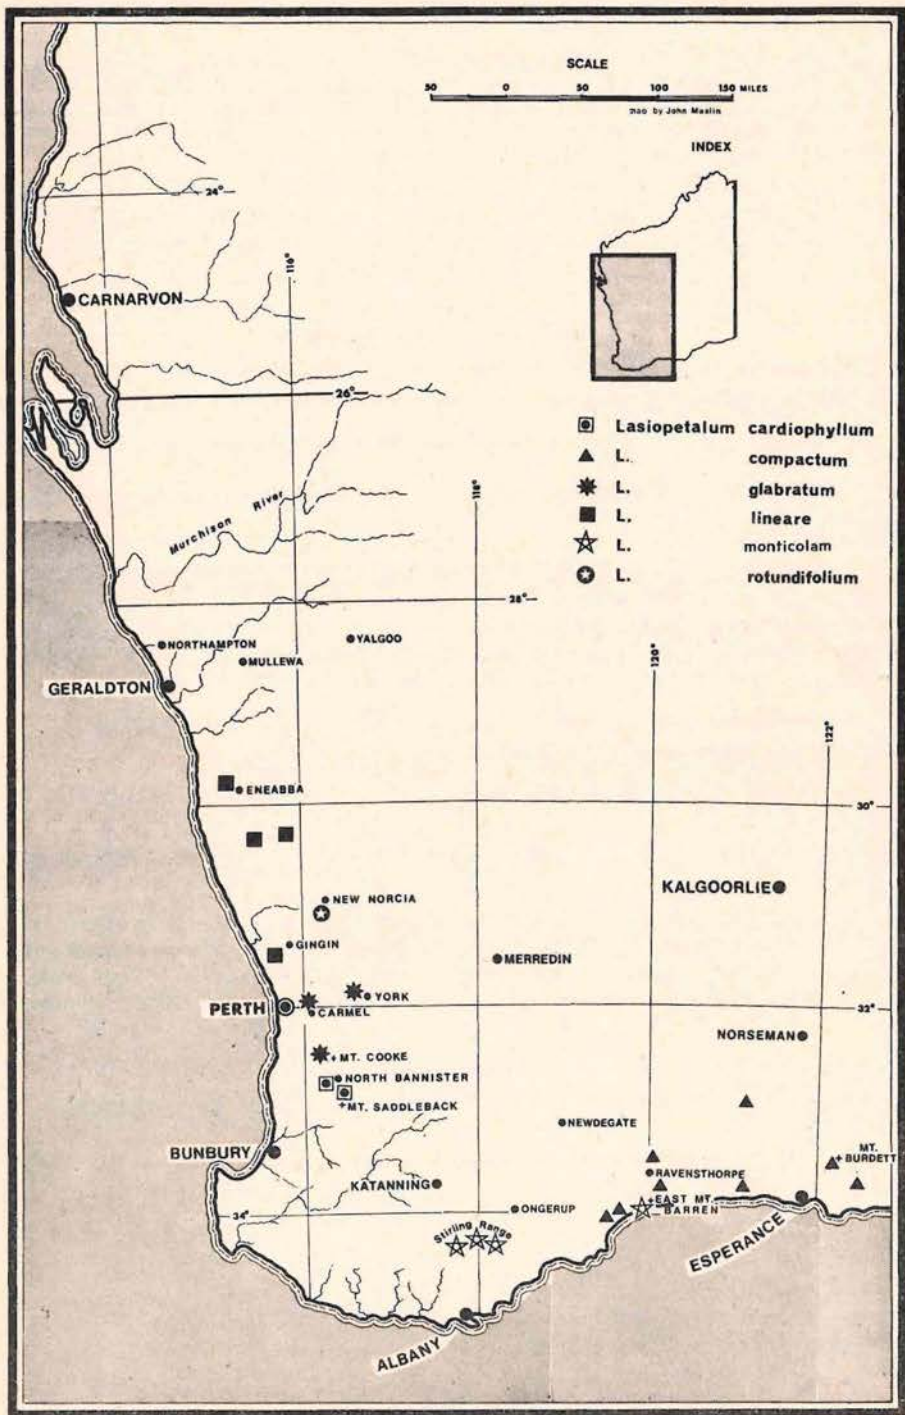 SCALE
50 0 50 100 150 MILES
map by John Maslin
INDEX
24°
116°
CARNARVON
26°
Lasiopetalum cardiophyllum
L. compactum
L. glabratum
L. lineare
L. monticolam
L. rotundifolium
118°
Murchison River
28°
NORTHAMPTON
YALGOO
MULLEWA
120°
GERALDTON
122°
ENEABBA
30°
KALGOORLIE
NEW NORCIA
GINGIN
MERREDIN
YORK
PERTH
CARMEL
32°
NORSEMAN
+MT. COOKE
NORTH BANNISTER
+MT. SADDLEBACK
NEWDEGATE
BUNBURY
MT.
+BURDETT
RAVENSTHORPE
KATANNING
+EAST MT.
BARREN
ONGERUP
34°
Stirling Range
ESPERANCE
ALBANY